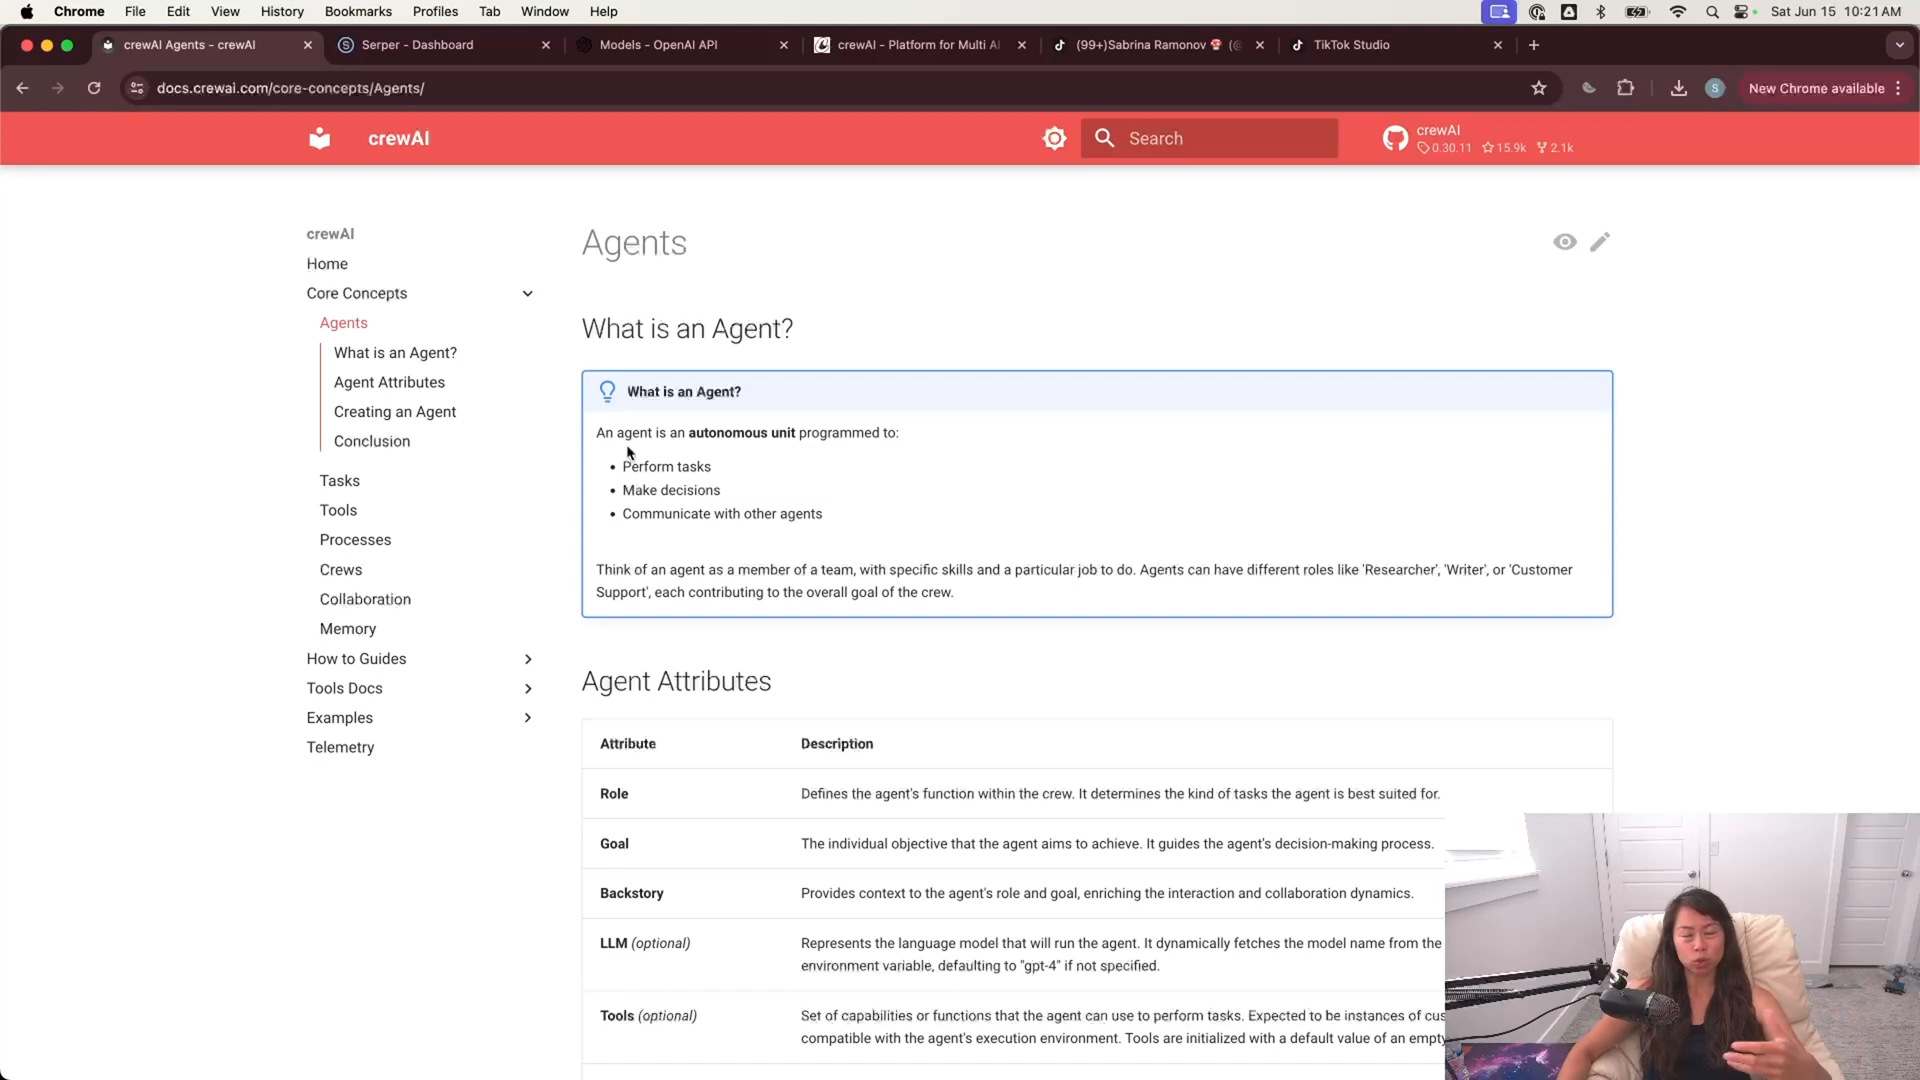 Chrome File Edit View History Bookmarks Profiles Tab Window Help Sat Jun 15 10:21 AM
crewAI Agents - crewAI Serper - Dashboard Models - OpenAI API crewAI - Platform for Multi AI (99+)Sabrina Ramonov TikTok Studio
docs.crewai.com/core-concepts/Agents/ S New Chrome available
crewAI Search crewAI
0.30.11 15.9k 2.1k
crewAI
Home
Core Concepts
Agents
What is an Agent?
Agent Attributes
Creating an Agent
Conclusion
Tasks
Tools
Processes
Crews
Collaboration
Memory
How to Guides
Tools Docs
Examples
Telemetry
Agents
What is an Agent?
What is an Agent?
An agent is an autonomous unit programmed to:
• Perform tasks
• Make decisions
• Communicate with other agents
Think of an agent as a member of a team, with specific skills and a particular job to do. Agents can have different roles like 'Researcher', 'Writer', or 'Customer
Support', each contributing to the overall goal of the crew.
Agent Attributes
Attribute Description
Role Defines the agent's function within the crew. It determines the kind of tasks the agent is best suited for.
Goal The individual objective that the agent aims to achieve. It guides the agent's decision-making process.
Backstory Provides context to the agent's role and goal, enriching the interaction and collaboration dynamics.
LLM (optional) Represents the language model that will run the agent. It dynamically fetches the model name from the
environment variable, defaulting to "gpt-4" if not specified.
Tools (optional) Set of capabilities or functions that the agent can use to perform tasks. Expected to be instances of cus
compatible with the agent's execution environment. Tools are initialized with a default value of an empty